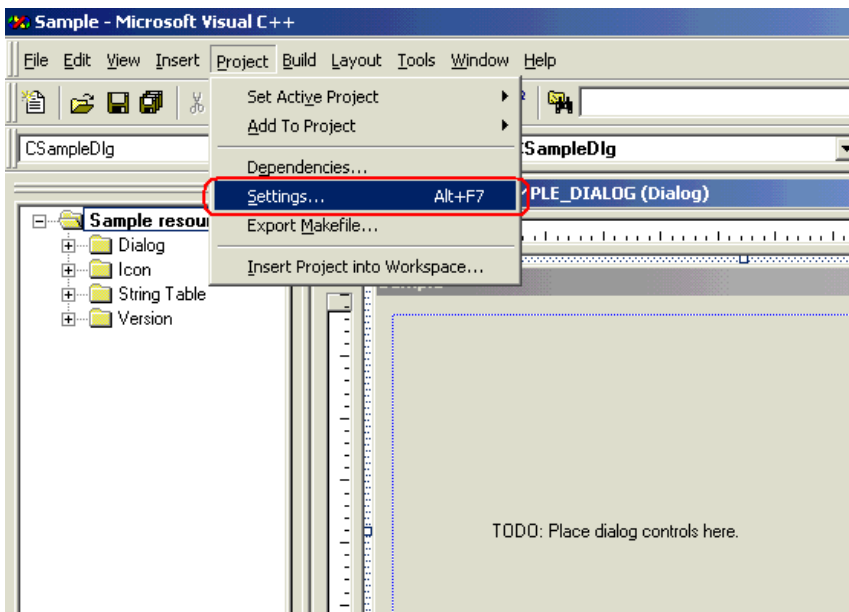 Sample - Microsoft Visual C++
File Edit View Insert Project Build Layout Tools Window Help
Set Active Project
Add To Project
CSampleDlg
CSampleDlg
Dependencies...
Settings... Alt+F7
PLE_DIALOG (Dialog)
Sample resou
Export Makefile...
Dialog
Icon
Insert Project into Workspace...
String Table
Version
TODO: Place dialog controls here.